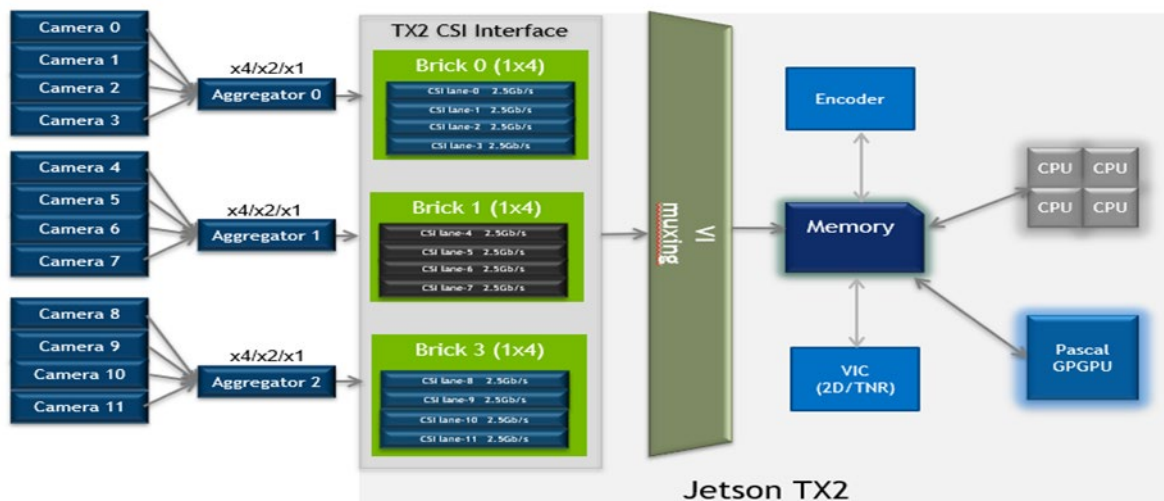 Camera 0
Camera 1
Camera 2
Camera 3
x4/x2/x1
Aggregator 0
Camera 4
Camera 5
Camera 6
Camera 7
x4/x2/x1
Aggregator 1
Camera 8
Camera 9
Camera 10
Camera 11
x4/x2/x1
Aggregator 2
TX2 CSI Interface
Brick 0 (1x4)
CSI lane-0 2.5Gb/s
CSI lane-1 2.5Gb/s
CSI lane-2 2.5Gb/s
CSI lane-3 2.5Gb/s
Brick 1 (1x4)
CSI lane-4 2.5Gb/s
CSI lane-5 2.5Gb/s
CSI lane-6 2.5Gb/s
CSI lane-7 2.5Gb/s
Brick 3 (1x4)
CSI lane-8 2.5Gb/s
CSI lane-9 2.5Gb/s
CSI lane-10 2.5Gb/s
CSI lane-11 2.5Gb/s
VI
muxing
Encoder
Memory
VIC
(2D/TNR)
CPU CPU
CPU CPU
Pascal
GPGPU
Jetson TX2